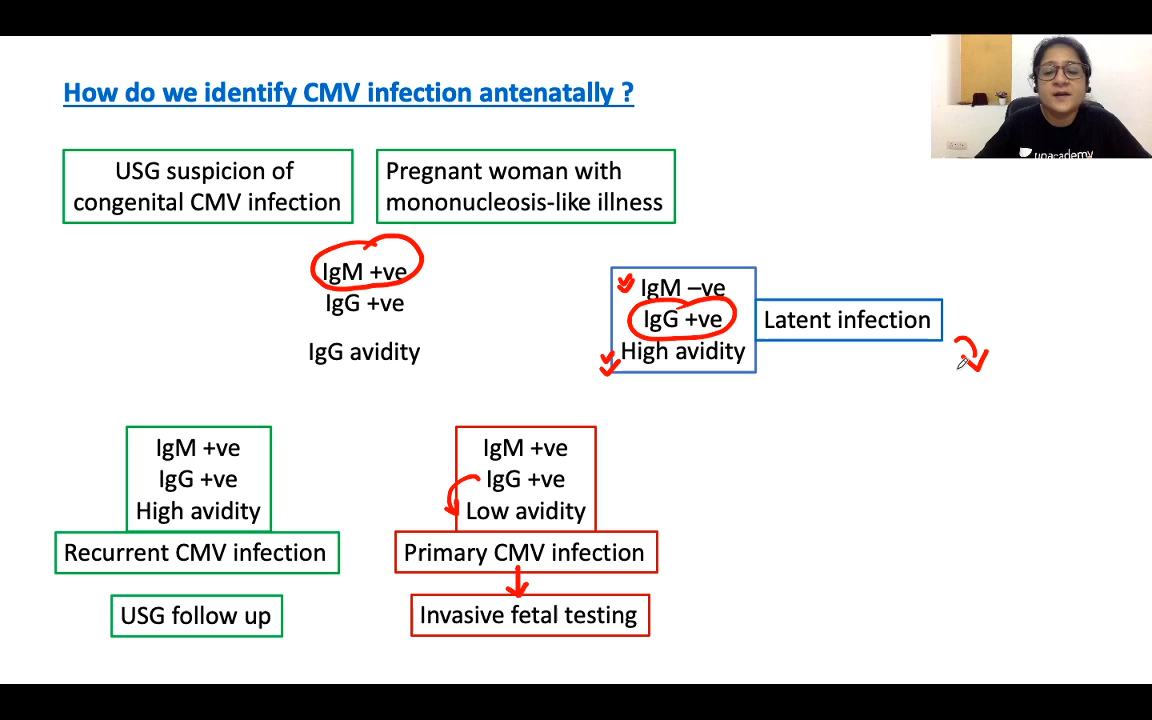 How do we identify CMV infection antenatally ?
USG suspicion of
congenital CMV infection
Pregnant woman with
mononucleosis-like illness
IgM +ve
IgG +ve
IgG avidity
IgM –ve
IgG +ve
High avidity
Latent infection
IgM +ve
IgG +ve
High avidity
Recurrent CMV infection
USG follow up
IgM +ve
IgG +ve
Low avidity
Primary CMV infection
Invasive fetal testing
unacademy